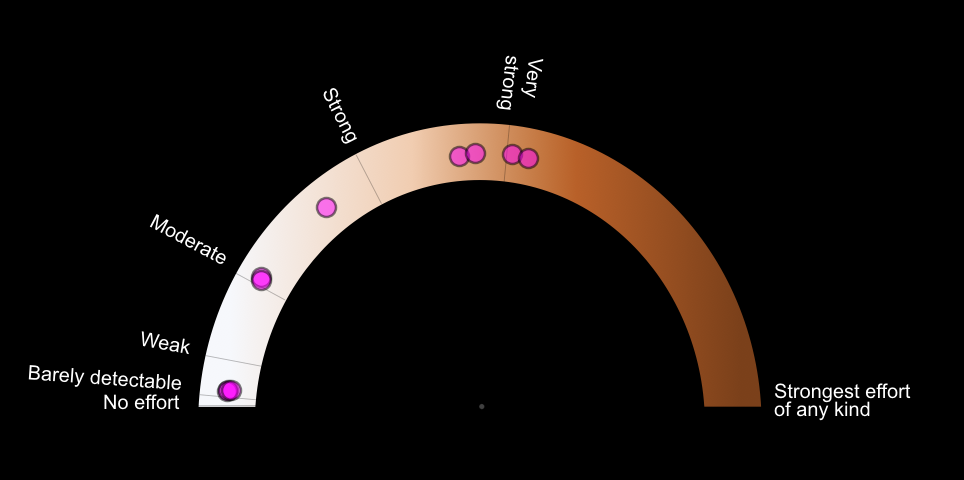 No effort
Barely detectable
Weak
Moderate
Strong
Very
strong
Strongest effort
of any kind